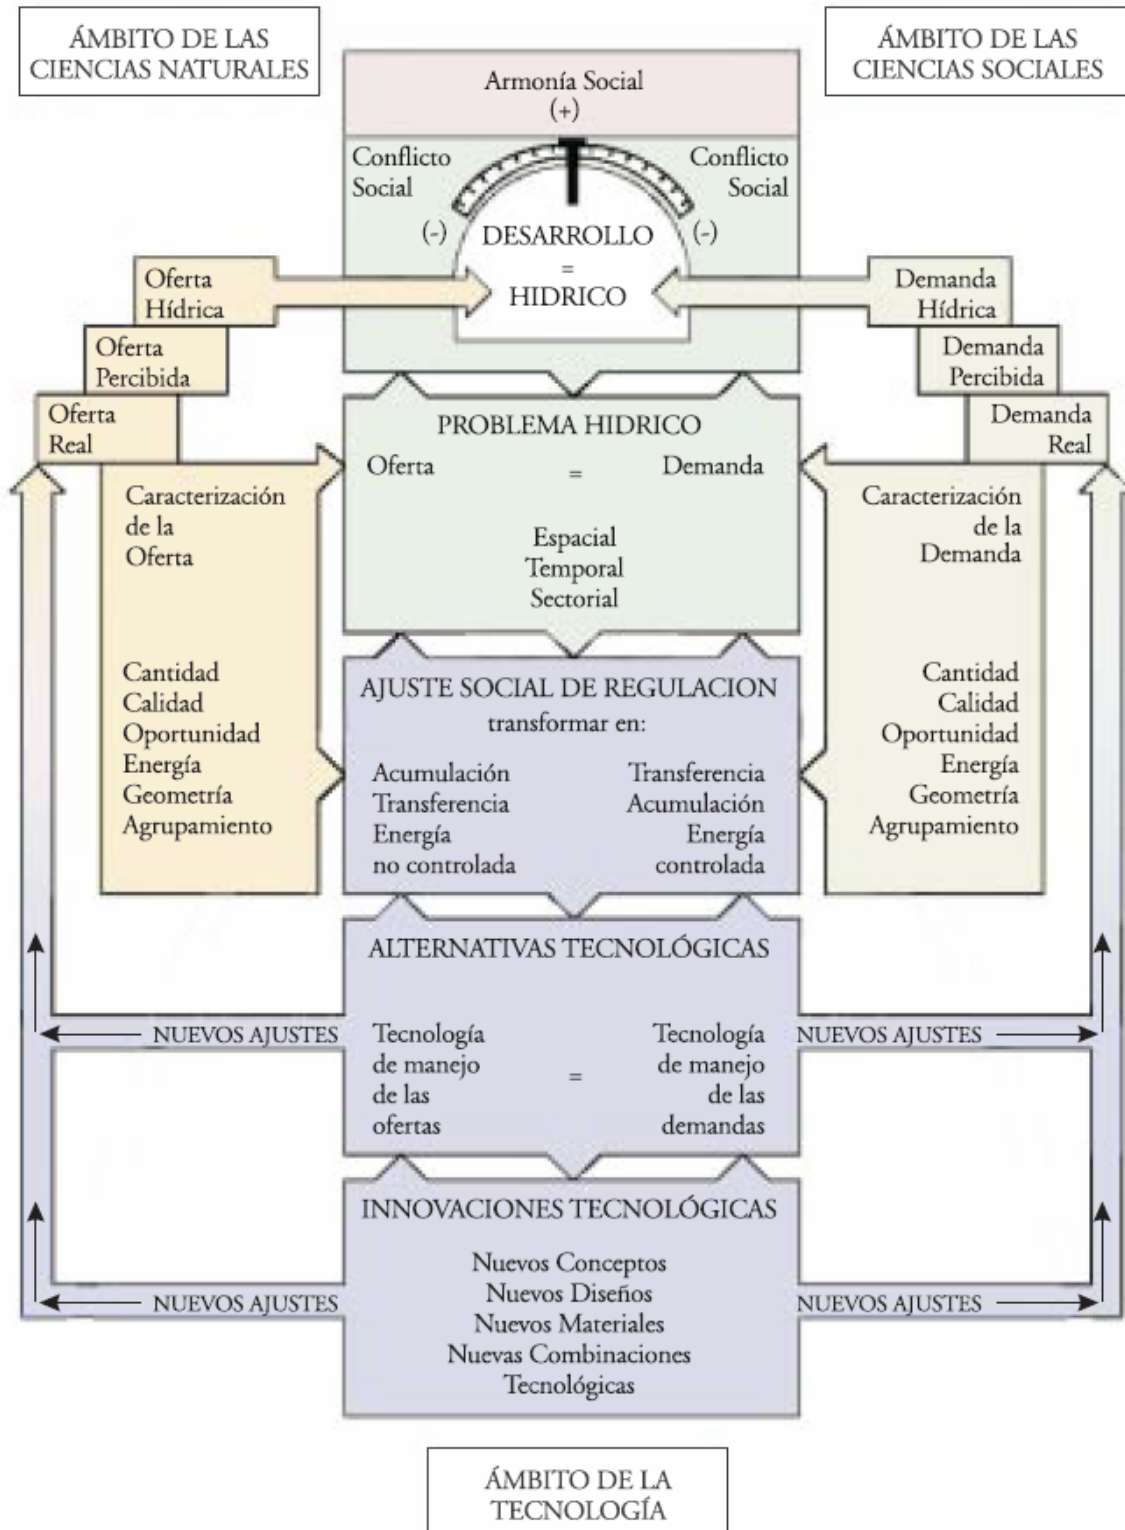 ÁMBITO DE LAS
CIENCIAS NATURALES
ÁMBITO DE LAS
CIENCIAS SOCIALES
Armonía Social
(+)
Conflicto
Social
(-)
Conflicto
Social
(-)
DESARROLLO
=
HIDRICO
Oferta
Hídrica
Oferta
Percibida
Oferta
Real
Demanda
Hídrica
Demanda
Percibida
Demanda
Real
PROBLEMA HIDRICO
Oferta = Demanda
Espacial
Temporal
Sectorial
Caracterización
de la
Oferta
Cantidad
Calidad
Oportunidad
Energía
Geometría
Agrupamiento
Caracterización
de la
Demanda
Cantidad
Calidad
Oportunidad
Energía
Geometría
Agrupamiento
AJUSTE SOCIAL DE REGULACION
transformar en:
Acumulación
Transferencia
Energía
no controlada
Transferencia
Acumulación
Energía
controlada
ALTERNATIVAS TECNOLÓGICAS
NUEVOS AJUSTES
Tecnología
de manejo
de las
ofertas
=
Tecnología
de manejo
de las
demandas
NUEVOS AJUSTES
INNOVACIONES TECNOLÓGICAS
Nuevos Conceptos
Nuevos Diseños
Nuevos Materiales
Nuevas Combinaciones
Tecnológicas
NUEVOS AJUSTES
NUEVOS AJUSTES
ÁMBITO DE LA
TECNOLOGÍA